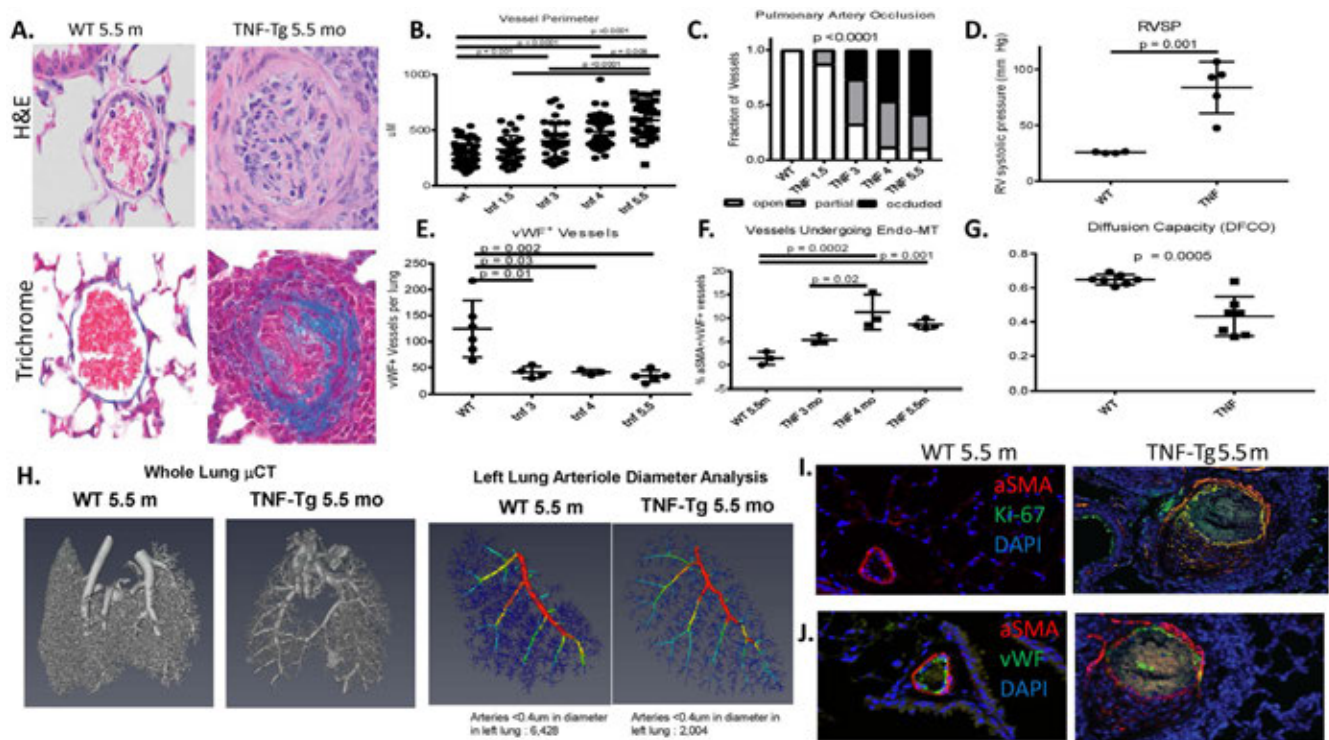 A.
WT 5.5 m
TNF-Tg 5.5 mo
H&E
Trichrome
B.
Vessel Perimeter
p <0.0001
p <0.0001
p = 0.001
p = 0.009
p <0.0001
1000
500
0
µM
wt
tnf 1.5
tnf 3
tnf 4
tnf 5.5
C.
Pulmonary Artery Occlusion
p <0.0001
1.0
0.5
0.0
Fraction of Vessels
WT
TNF 1.5
TNF 3
TNF 4
TNF 5.5
open
partial
occluded
D.
RVSP
p = 0.001
100
50
0
RV systolic pressure (mm Hg)
WT
TNF
E.
vWF⁺ Vessels
p = 0.002
p = 0.03
p = 0.01
250
200
150
100
50
0
vWF+ Vessels per lung
WT
tnf 3
tnf 4
tnf 5.5
F.
Vessels Undergoing Endo-MT
p = 0.0002
p = 0.001
p = 0.02
20
15
10
5
0
% aSMA+/vWF+ vessels
WT 5.5m
TNF 3 mo
TNF 4 mo
TNF 5.5m
G.
Diffusion Capacity (DFCO)
p = 0.0005
0.8
0.6
0.4
0.2
0.0
WT
TNF
H.
Whole Lung µCT
WT 5.5 m
TNF-Tg 5.5 mo
Left Lung Arteriole Diameter Analysis
WT 5.5 m
TNF-Tg 5.5 mo
Arteries <0.4um in diameter
in left lung : 6,428
Arteries <0.4um in diameter in
left lung : 2,004
I.
WT 5.5 m
TNF-Tg 5.5 m
aSMA
Ki-67
DAPI
J.
aSMA
vWF
DAPI